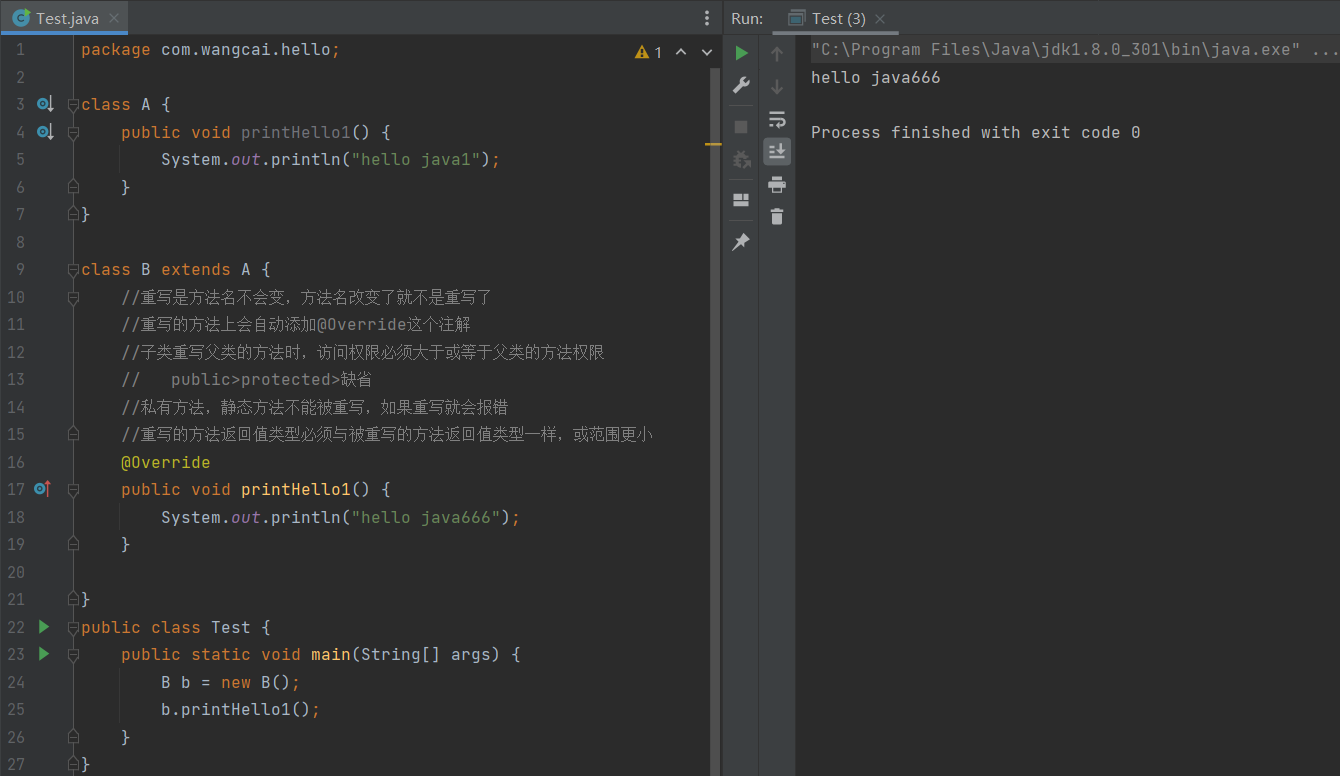 Test.java
Run: Test (3)
1 package com.wangcai.hello;
1
2
3 class A {
4 public void printHello1() {
5 System.out.println("hello java1");
6 }
7 }
8
9 class B extends A {
10 //重写是方法名不会变，方法名改变了就不是重写了
11 //重写的方法上会自动添加@Override这个注解
12 //子类重写父类的方法时，访问权限必须大于或等于父类的方法权限
13 //   public>protected>缺省
14 //私有方法，静态方法不能被重写，如果重写就会报错
15 //重写的方法返回值类型必须与被重写的方法返回值类型一样，或范围更小
16 @Override
17 public void printHello1() {
18 System.out.println("hello java666");
19 }
20
21 }
22 public class Test {
23 public static void main(String[] args) {
24 B b = new B();
25 b.printHello1();
26 }
27 }
"C:\Program Files\Java\jdk1.8.0_301\bin\java.exe" ...
hello java666
Process finished with exit code 0